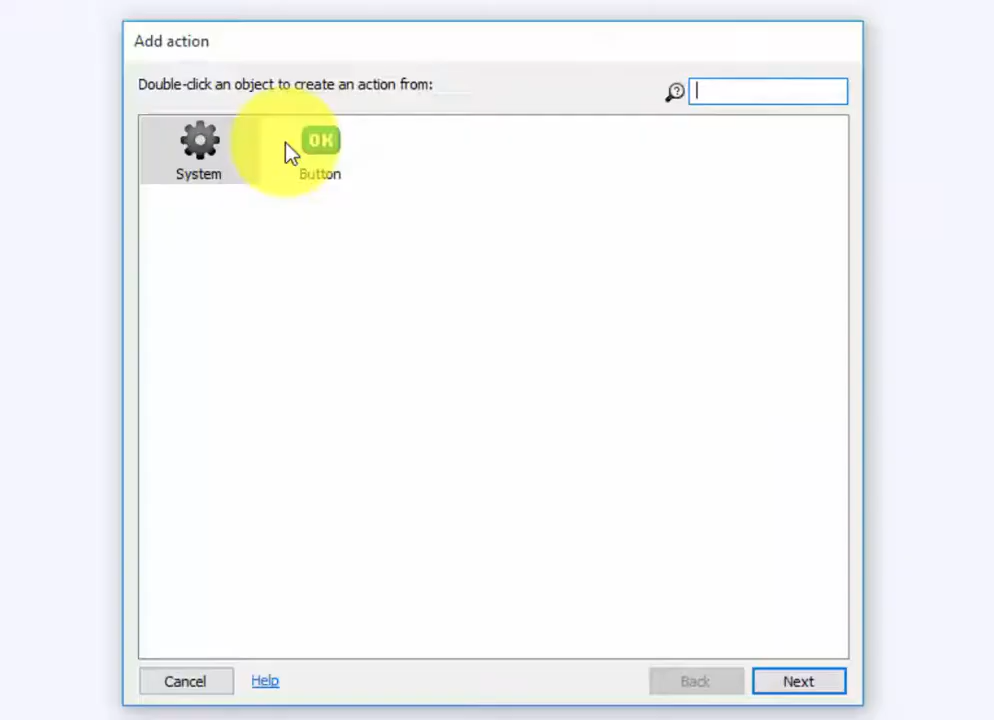 Add action
Double-click an object to create an action from:
OK
System
Button
Cancel
Help
Back
Next